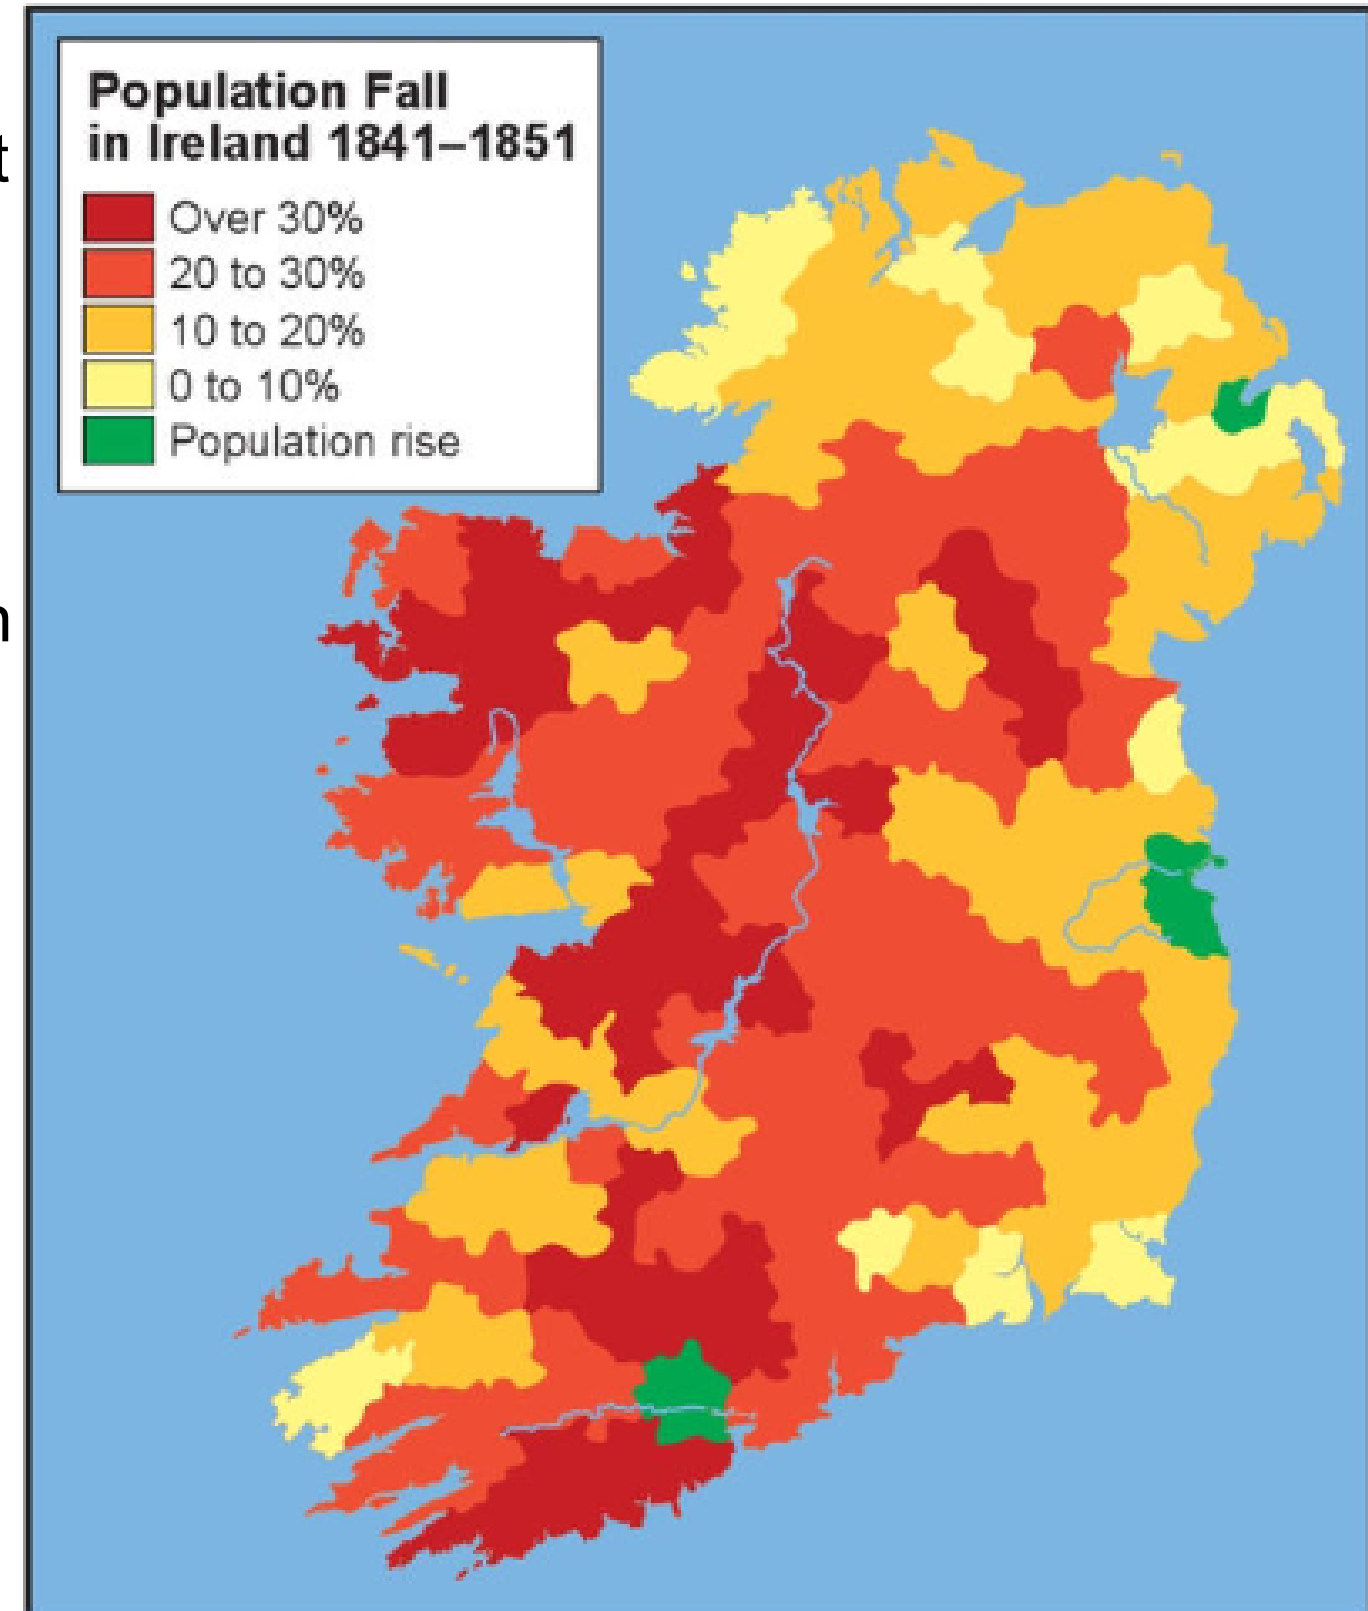 Population Fall
in Ireland 1841–1851
Over 30%
20 to 30%
10 to 20%
0 to 10%
Population rise
t
n